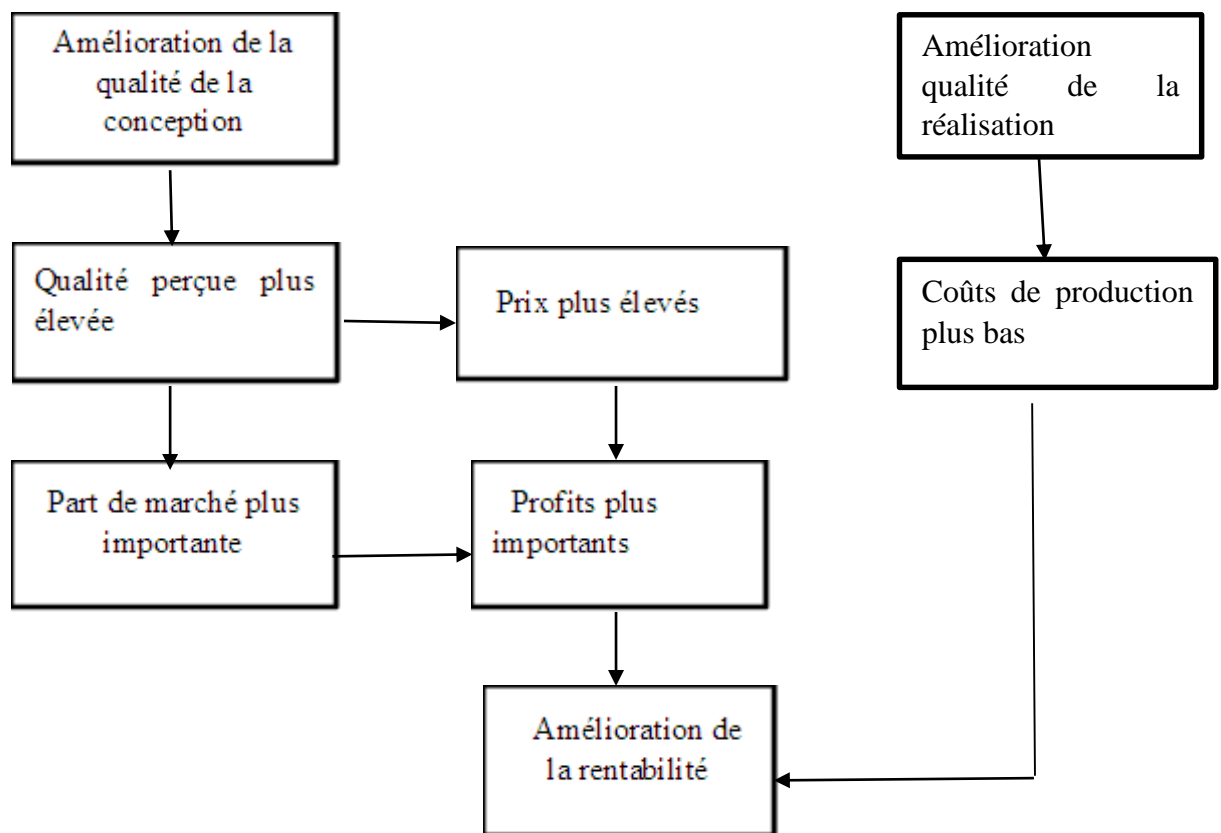 Amélioration de la
qualité de la
conception
Amélioration
qualité de la
réalisation
Qualité perçue plus
élevée
Prix plus élevés
Coûts de production
plus bas
Part de marché plus
importante
Profits plus
importants
Amélioration de
la rentabilité